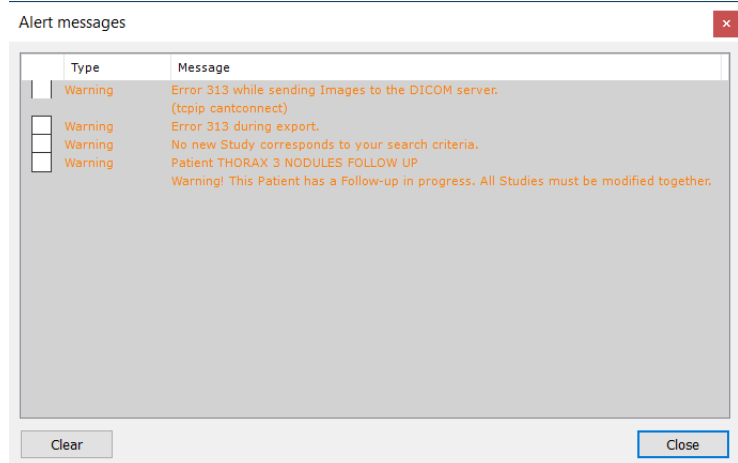 Alert messages
Type Message
Warning Error 313 while sending Images to the DICOM server.
(tcpip cantconnect)
Warning Error 313 during export.
Warning No new Study corresponds to your search criteria.
Warning Patient THORAX 3 NODULES FOLLOW UP
Warning! This Patient has a Follow-up in progress. All Studies must be modified together.
Clear Close